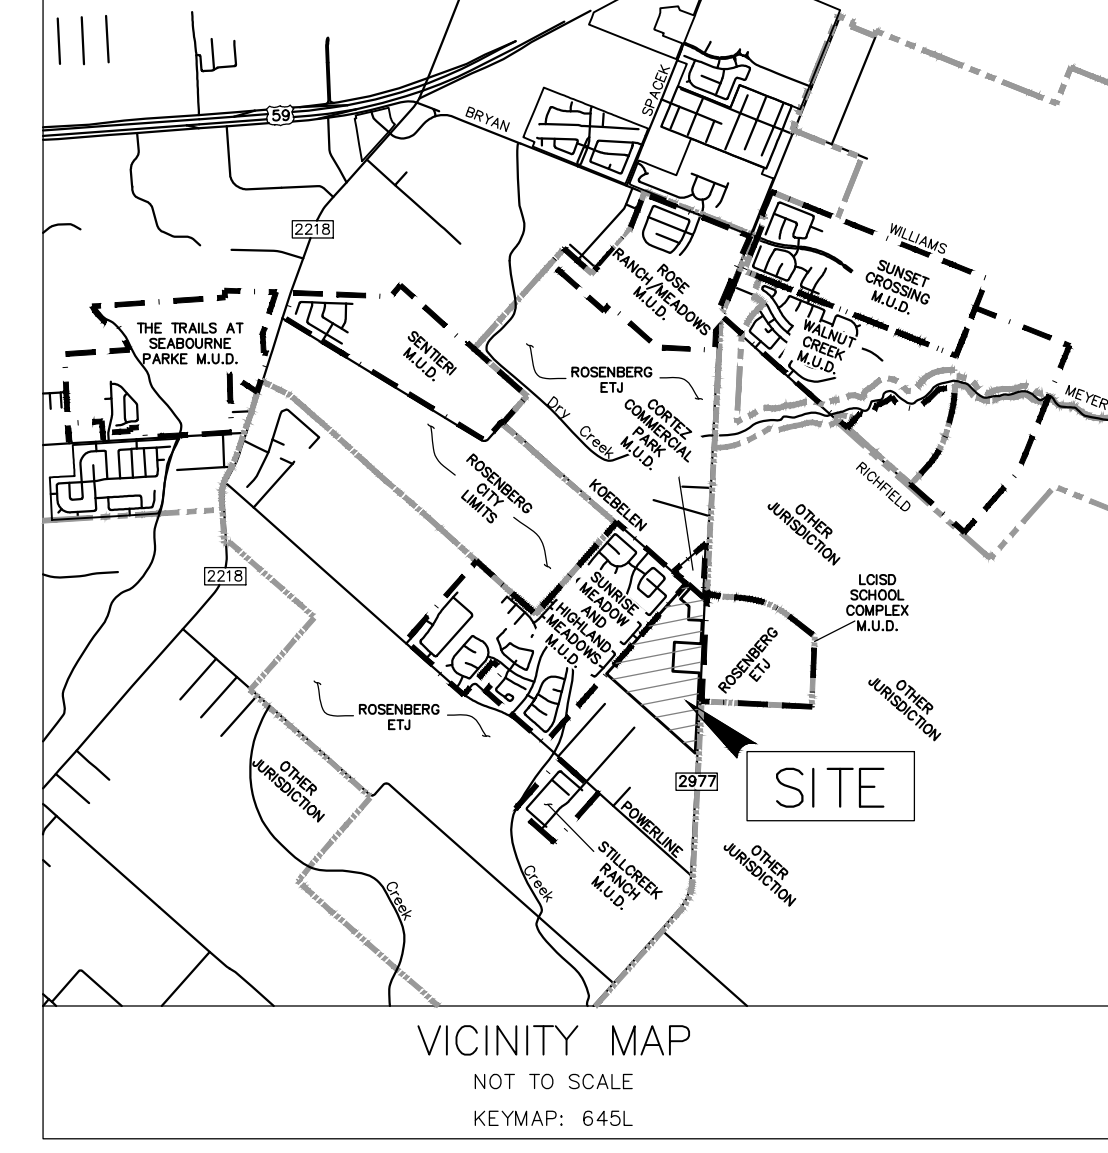 59
BRYAN
SPACEK
2218
WILLIAMS
SUNSET
CROSSING
M.U.D.
ROSE
RANCH/MEADOWS
M.U.D.
WALNUT
CREEK
M.U.D.
THE TRAILS AT
SEABOURNE
PARKE M.U.D.
SENTIERI
M.U.D.
ROSENBERG
ETJ
Dry
Creek
CORTEZ
COMMERCIAL
PARK
M.U.D.
MEYER
RICHFIELD
ROSENBERG
CITY
LIMITS
KOEBELEN
OTHER
JURISDICTION
2218
SUNRISE
MEADOW
AND
HIGHLAND
MEADOWS
M.U.D.
LCISD
SCHOOL
COMPLEX
M.U.D.
ROSENBERG
ETJ
OTHER
JURISDICTION
ROSENBERG
ETJ
OTHER
JURISDICTION
2977
SITE
POWERLINE
STILLCREEK
RANCH
M.U.D.
OTHER
JURISDICTION
Creek
Creek
VICINITY MAP
NOT TO SCALE
KEYMAP: 645L